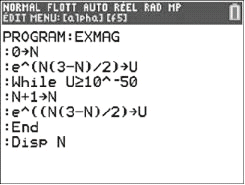 NORMAL FLOTT AUTO RÉEL RAD MP
EDIT MENU: [alpha] [f5]
PROGRAM:EXMAG
:0→N
:e^(N(3-N)/2)→U
:While U≥10^-50
:N+1→N
:e^((N(3-N)/2)→U
:End
:Disp N